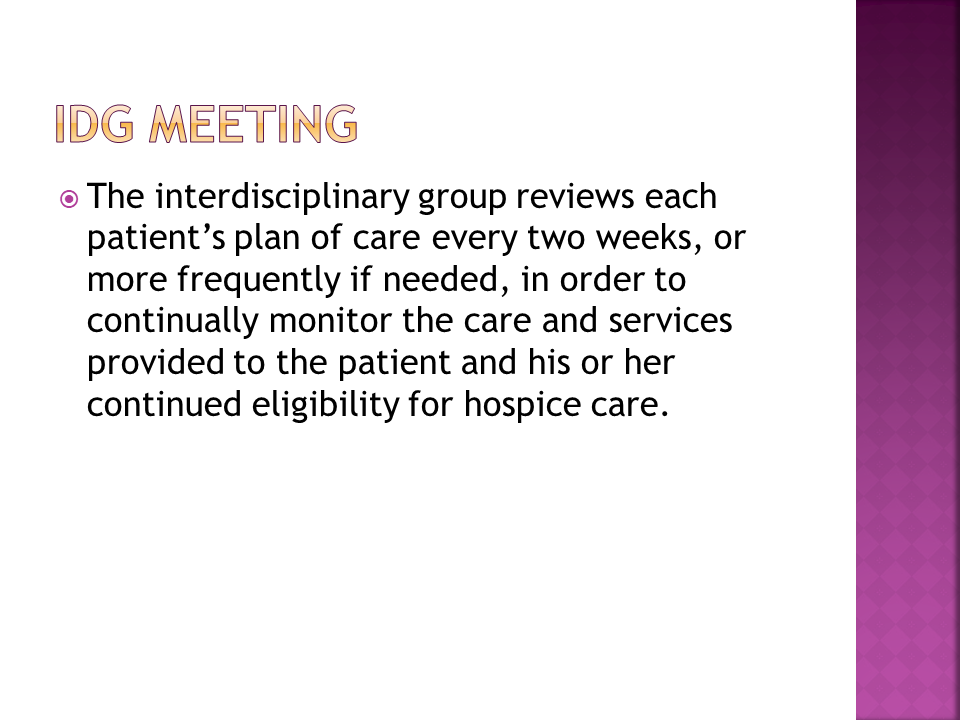 IDG MEETING
The interdisciplinary group reviews each
patient’s plan of care every two weeks, or
more frequently if needed, in order to
continually monitor the care and services
provided to the patient and his or her
continued eligibility for hospice care.